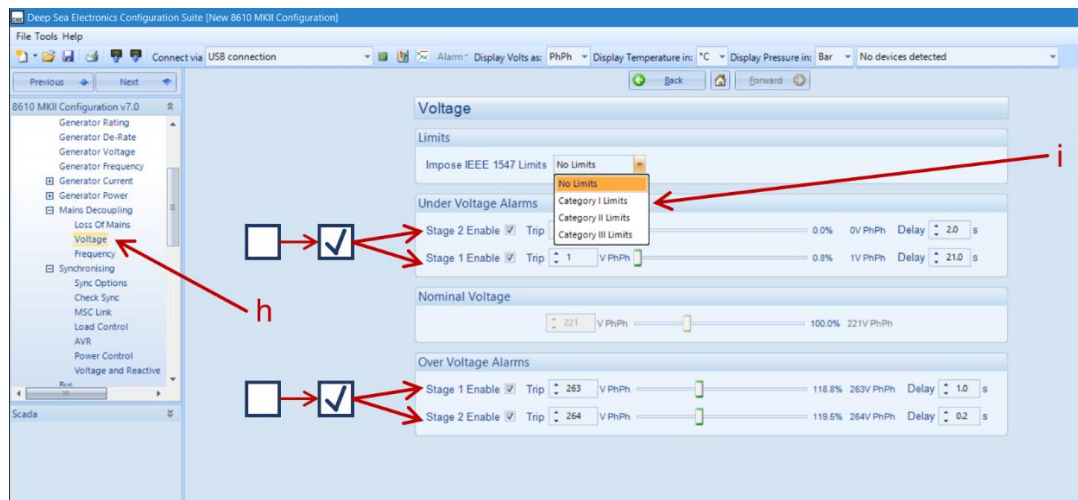 Deep Sea Electronics Configuration Suite [New 8610 MKII Configuration]
File Tools Help
Connect via USB connection Alarm Display Volts as: PhPh Display Temperature in: °C Display Pressure in: Bar No devices detected
Previous Next
Back Forward
8610 MKII Configuration v7.0
Generator Rating
Generator De-Rate
Generator Voltage
Generator Frequency
Generator Current
Generator Power
Mains Decoupling
Loss Of Mains
Voltage
Frequency
Synchronising
Sync Options
Check Sync
MSC Link
Load Control
AVR
Power Control
Voltage and Reactive
Bus
Scada
h
Voltage
Limits
Impose IEEE 1547 Limits No Limits
No Limits
Category I Limits
Category II Limits
Category III Limits
i
Under Voltage Alarms
Stage 2 Enable Trip 0.0% 0V PhPh Delay 2.0 s
Stage 1 Enable Trip 1 V PhPh 0.8% 1V PhPh Delay 21.0 s
Nominal Voltage
221 V PhPh 100.0% 221V PhPh
Over Voltage Alarms
Stage 1 Enable Trip 263 V PhPh 118.8% 263V PhPh Delay 1.0 s
Stage 2 Enable Trip 264 V PhPh 119.5% 264V PhPh Delay 0.2 s